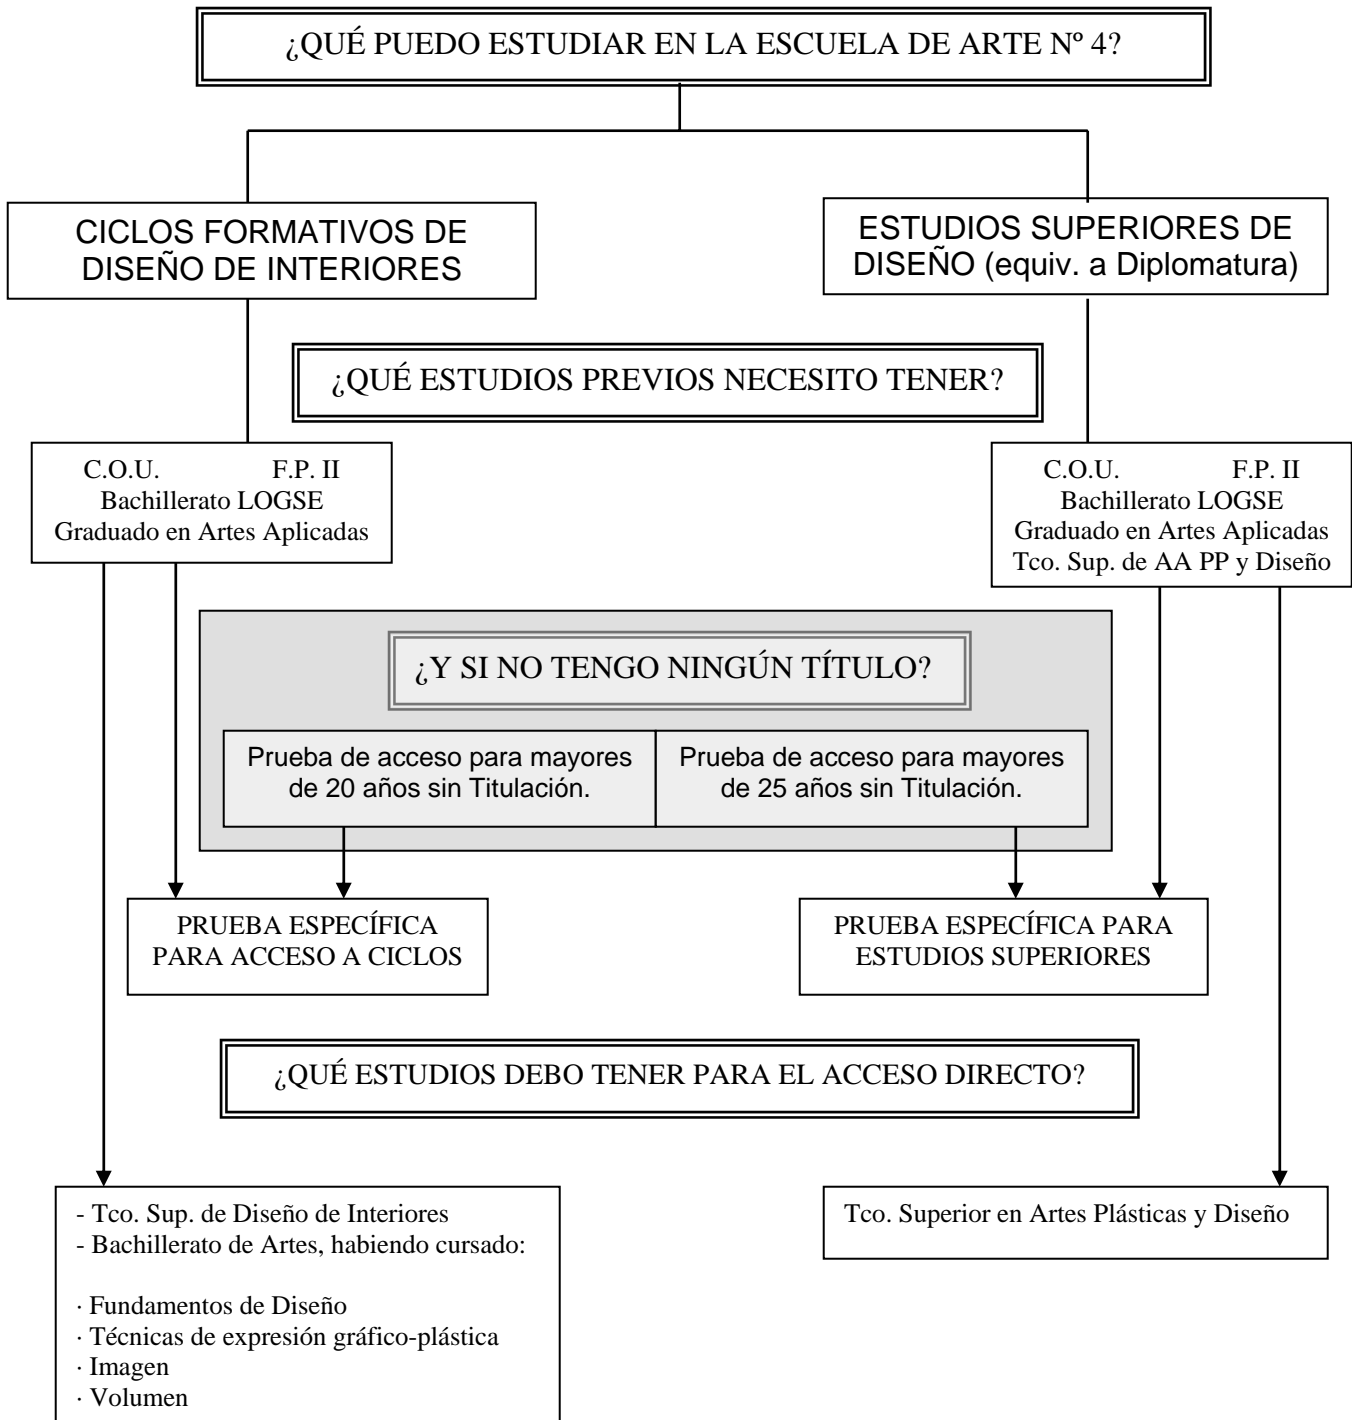 ¿QUÉ PUEDO ESTUDIAR EN LA ESCUELA DE ARTE Nº 4?
CICLOS FORMATIVOS DE
DISEÑO DE INTERIORES
ESTUDIOS SUPERIORES DE
DISEÑO (equiv. a Diplomatura)
¿QUÉ ESTUDIOS PREVIOS NECESITO TENER?
C.O.U. F.P. II
Bachillerato LOGSE
Graduado en Artes Aplicadas
C.O.U. F.P. II
Bachillerato LOGSE
Graduado en Artes Aplicadas
Tco. Sup. de AA PP y Diseño
¿Y SI NO TENGO NINGÚN TÍTULO?
Prueba de acceso para mayores
de 20 años sin Titulación.
Prueba de acceso para mayores
de 25 años sin Titulación.
PRUEBA ESPECÍFICA
PARA ACCESO A CICLOS
PRUEBA ESPECÍFICA PARA
ESTUDIOS SUPERIORES
¿QUÉ ESTUDIOS DEBO TENER PARA EL ACCESO DIRECTO?
- Tco. Sup. de Diseño de Interiores
- Bachillerato de Artes, habiendo cursado:
· Fundamentos de Diseño
· Técnicas de expresión gráfico-plástica
· Imagen
· Volumen
Tco. Superior en Artes Plásticas y Diseño